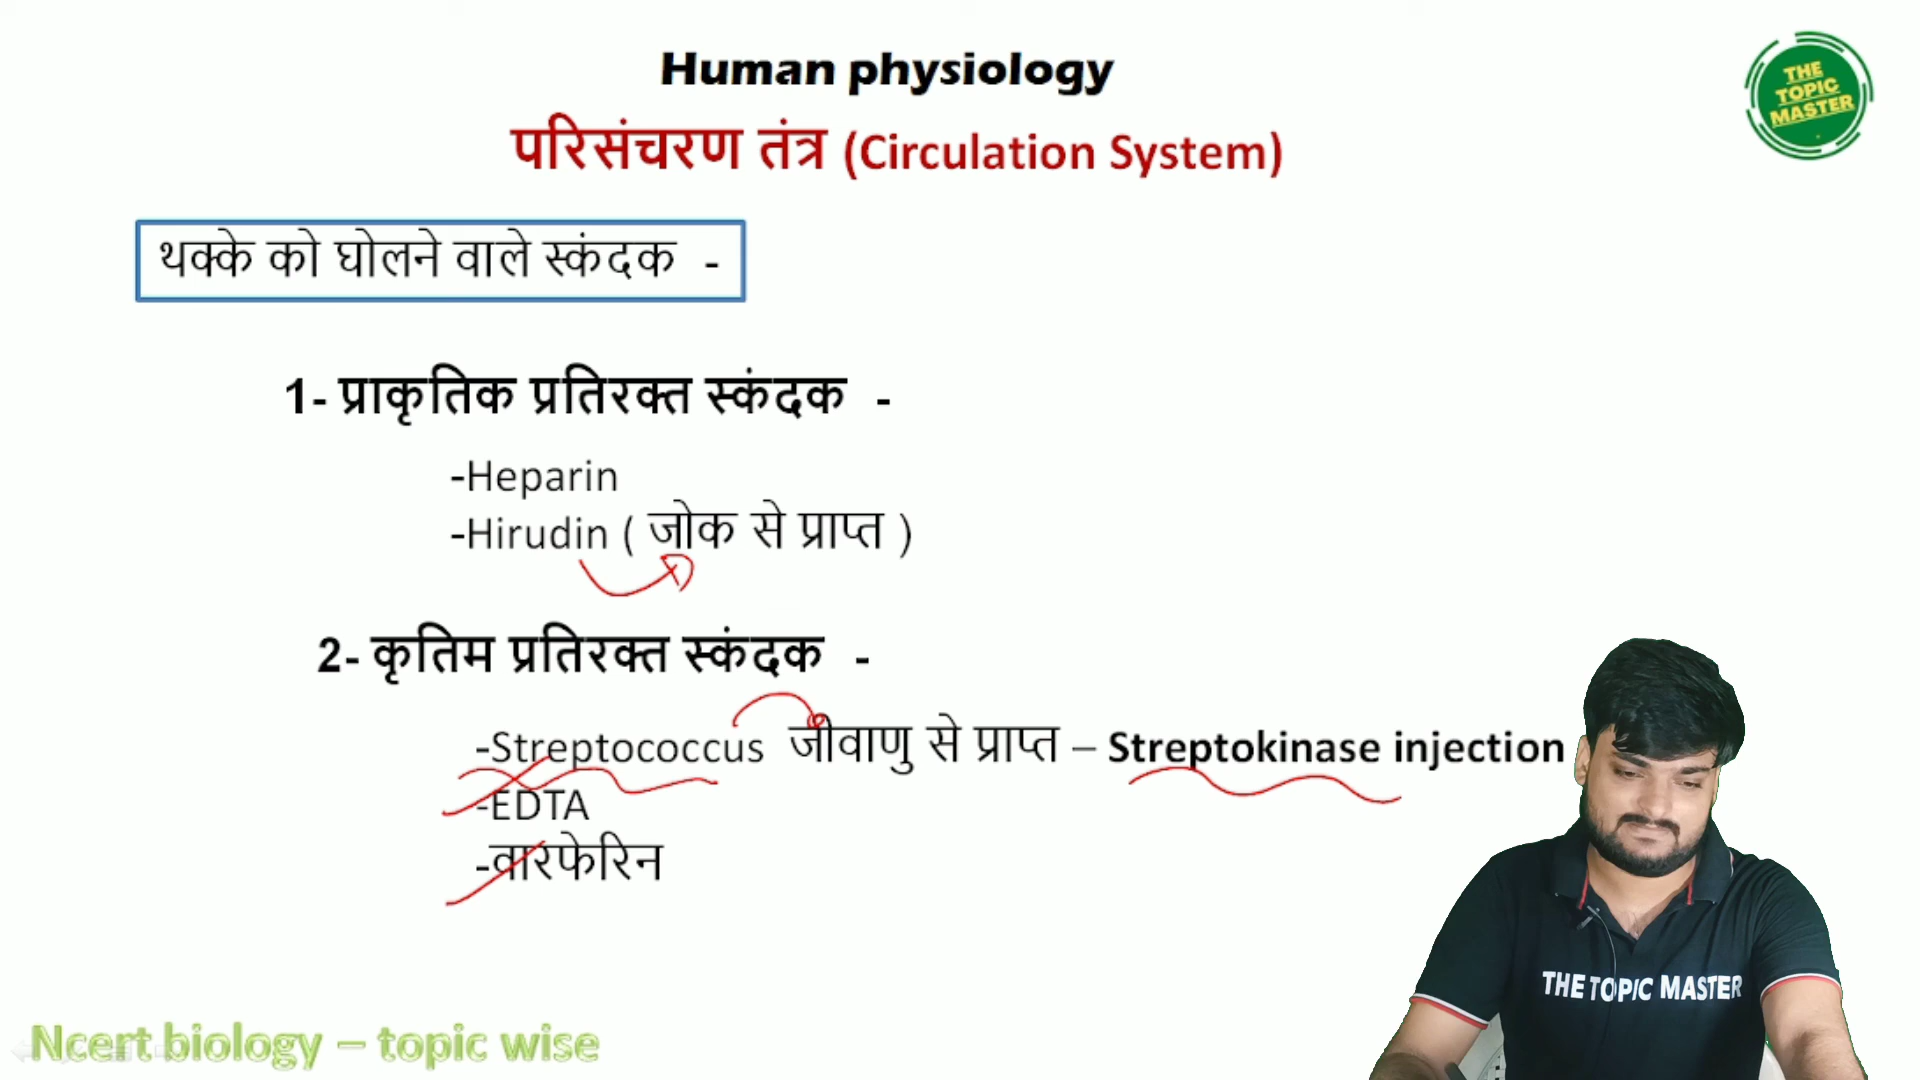 Human physiology
THE
TOPIC
MASTER
परिसंचरण तंत्र (Circulation System)
थक्के को घोलने वाले स्कंदक -
1- प्राकृतिक प्रतिरक्त स्कंदक -
-Heparin
-Hirudin ( जोक से प्राप्त )
2- कृतिम प्रतिरक्त स्कंदक -
-Streptococcus जीवाणु से प्राप्त – Streptokinase injection
-EDTA
-वारफेरिन
THE TOPIC MASTER
Ncert biology – topic wise